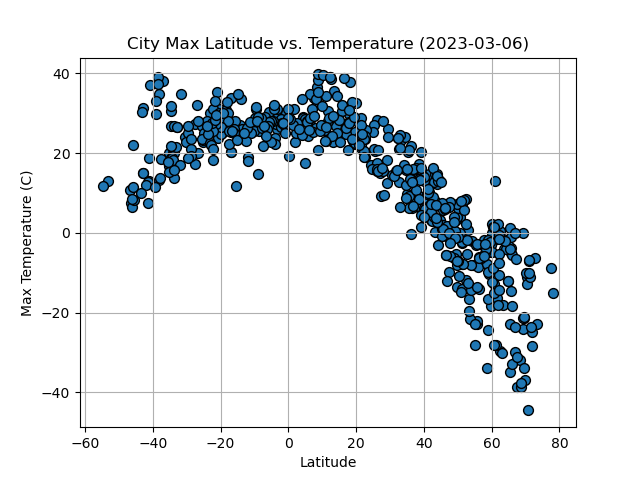 City Max Latitude vs. Temperature (2023-03-06)
Max Temperature (C)
40
20
0
−20
−40
−60 −40 −20 0 20 40 60 80
Latitude